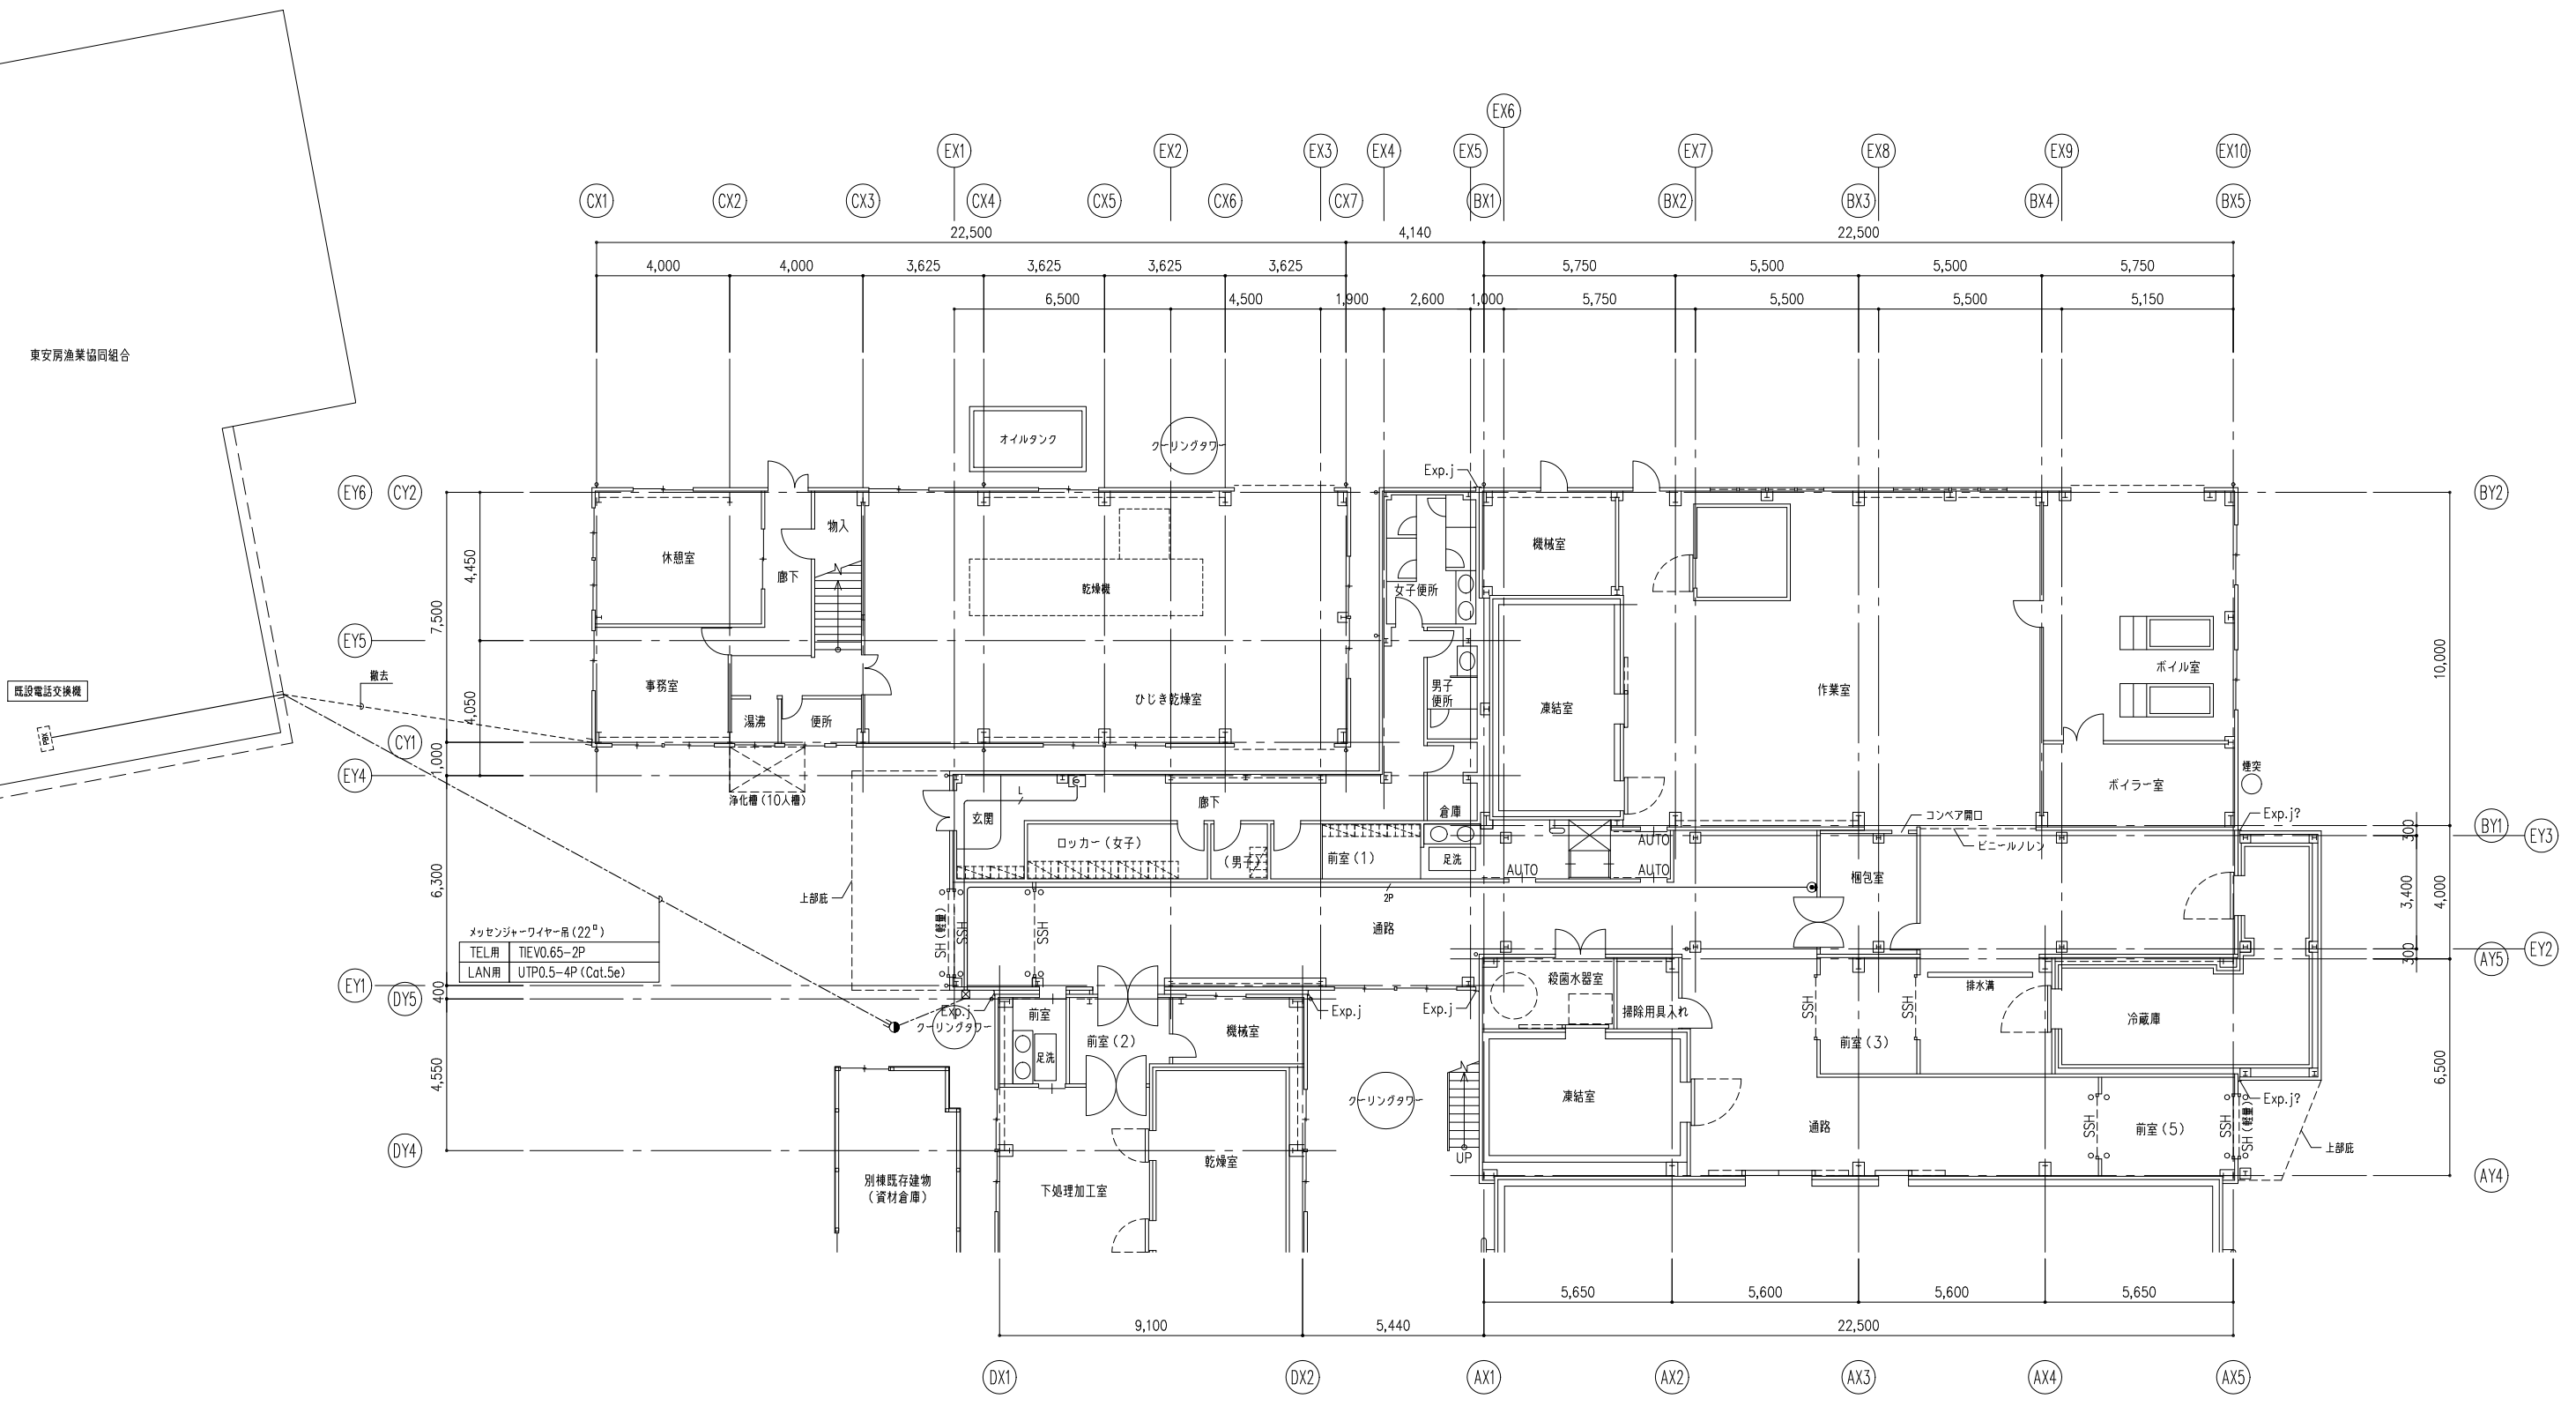 EX6
EX1
EX2
EX3
EX4
EX5
EX7
EX8
EX9
EX10
CX1
CX2
CX3
CX4
CX5
CX6
CX7
BX1
BX2
BX3
BX4
BX5
22,500
4,140
22,500
4,000
4,000
3,625
3,625
3,625
3,625
5,750
5,500
5,500
5,750
6,500
4,500
1,900
2,600
1,000
5,750
5,500
5,500
5,150
東安房漁業協同組合
オイルタンク
クーリングタワー
Exp.j
EY6
CY2
BY2
物入
休憩室
廊下
機械室
4,450
乾燥機
女子便所
7,500
EY5
10,000
ボイル室
撤去
既設電話交換機
事務室
ひじき乾燥室
男子
便所
作業室
4,050
湯沸
便所
凍結室
PBX
CY1
1,000
EY4
煙突
ボイラー室
浄化槽(10人槽)
L
廊下
玄関
倉庫
コンベア開口
Exp.j?
BY1
EY3
300
ロッカー(女子)
AUTO
ビニールノレン
(男子)
前室(1)
足洗
AUTO
AUTO
梱包室
6,300
上部庇
2P
3,400
4,000
SH(軽量)
SSH
SSH
通路
メッセンジャーワイヤー吊(22□)
TEL用 TIEV0.65-2P
LAN用 UTP0.5-4P(Cat.5e)
EY2
300
AY5
EY1
400
DY5
殺菌水器室
排水溝
Exp.j
クーリングタワー
前室
Exp.j
Exp.j
掃除用具入れ
SSH
SSH
冷蔵庫
機械室
前室(2)
前室(3)
足洗
4,550
6,500
クーリングタワー
凍結室
Exp.j?
SSH
前室(5)
SSH
SH(軽量)
通路
上部庇
DY4
UP
乾燥室
別棟既存建物
(資材倉庫)
下処理加工室
AY4
5,650
5,600
5,600
5,650
9,100
5,440
22,500
DX1
DX2
AX1
AX2
AX3
AX4
AX5